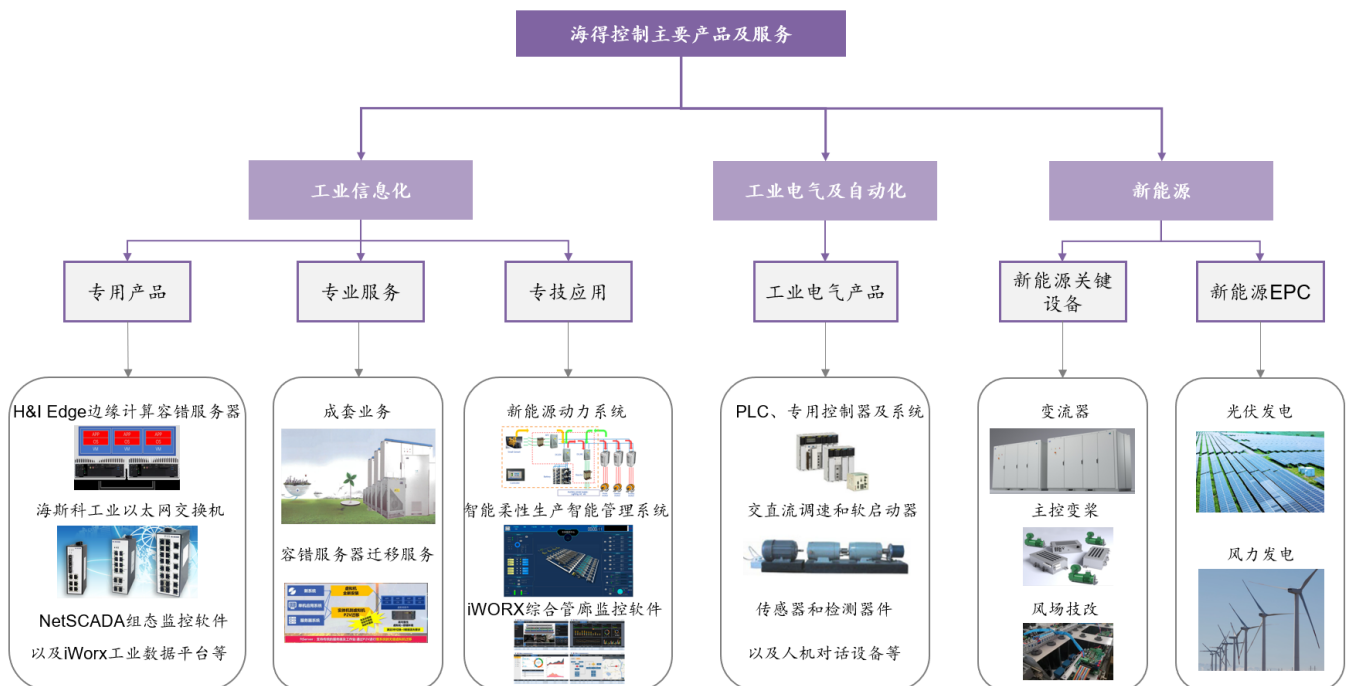 海得控制主要产品及服务
工业信息化
工业电气及自动化
新能源
专用产品
专业服务
专技应用
工业电气产品
新能源关键
设备
新能源EPC
H&I Edge边缘计算容错服务器
海斯科工业以太网交换机
NetSCADA组态监控软件
以及iWorx工业数据平台等
成套业务
容错服务器迁移服务
新能源动力系统
智能柔性生产智能管理系统
iWORX综合管廊监控软件
PLC、专用控制器及系统
交直流调速和软启动器
传感器和检测器件
以及人机对话设备等
变流器
主控变桨
风场技改
光伏发电
风力发电